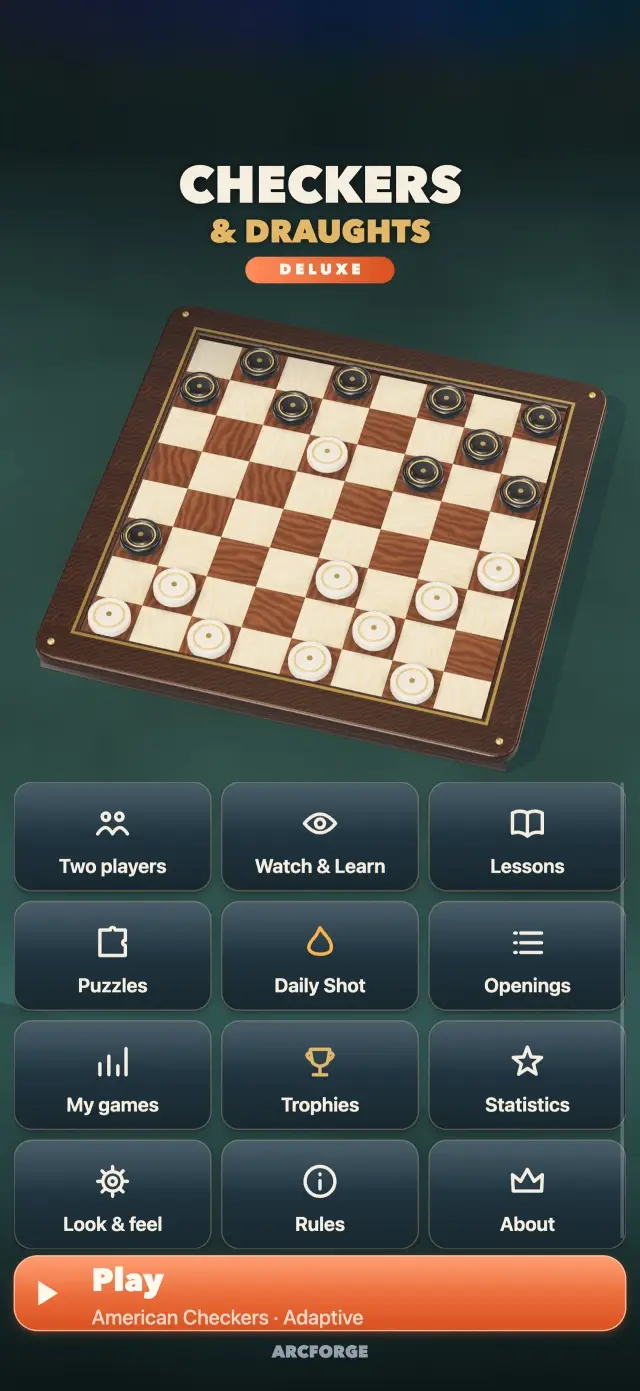 CHECKERS
& DRAUGHTS
DELUXE
Two players
Watch & Learn
Lessons
Puzzles
Daily Shot
Openings
My games
Trophies
Statistics
Look & feel
Rules
About
Play
American Checkers · Adaptive
ARCFORGE